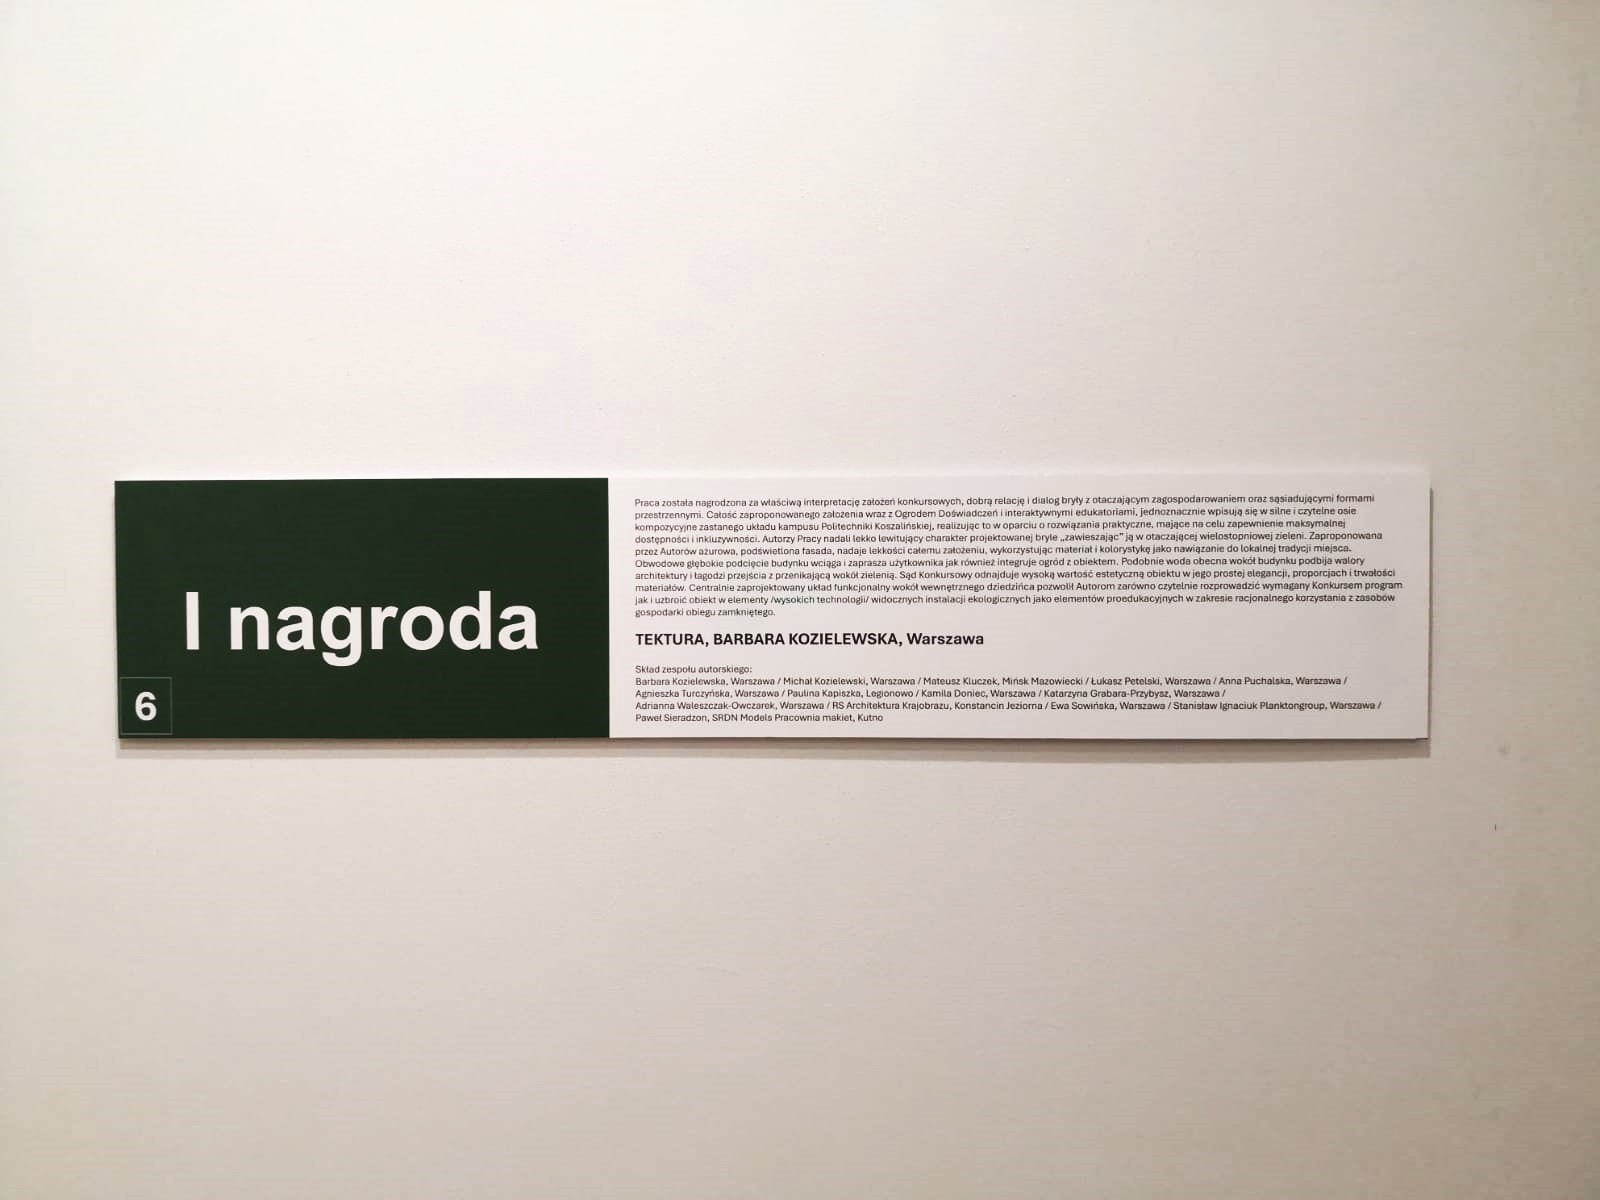 I nagroda
6
Praca została nagrodzona za właściwą interpretację założeń konkursowych, dobrą relację i dialog bryły z otaczającym zagospodarowaniem oraz sąsiadującymi formami
przestrzennymi. Całość zaproponowanego założenia wraz z Ogrodem Doświadczeń i interaktywnymi edukatoriami, jednoznacznie wpisują się w silne i czytelne osie
kompozycyjne zastanego układu kampusu Politechniki Koszalińskiej, realizując to w oparciu o rozwiązania praktyczne, mające na celu zapewnienie maksymalnej
dostępności i inkluzywności. Autorzy Pracy nadali lekko lewitujący charakter projektowanej bryle „zawieszając” ją w otaczającej wielostopniowej zieleni. Zaproponowana
przez Autorów ażurowa, podświetlona fasada, nadaje lekkości całemu założeniu, wykorzystując materiał i kolorystykę jako nawiązanie do lokalnej tradycji miejsca.
Obwodowe głębokie podcięcie budynku wciąga i zaprasza użytkownika jak również integruje ogród z obiektem. Podobnie woda obecna wokół budynku podbija walory
architektury i łagodzi przejścia z przenikającą wokół zielenią. Sąd Konkursowy odnajduje wysoką wartość estetyczną obiektu w jego prostej elegancji, proporcjach i trwałości
materiałów. Centralnie zaprojektowany układ funkcjonalny wokół wewnętrznego dziedzińca pozwolił Autorom zarówno czytelnie rozprowadzić wymagany Konkursem program
jak i uzbroić obiekt w elementy /wysokich technologii/ widocznych instalacji ekologicznych jako elementów proedukacyjnych w zakresie racjonalnego korzystania z zasobów
gospodarki obiegu zamkniętego.
TEKTURA, BARBARA KOZIELEWSKA, Warszawa
Skład zespołu autorskiego:
Barbara Kozielewska, Warszawa / Michał Kozielewski, Warszawa / Mateusz Kluczek, Mińsk Mazowiecki / Łukasz Petelski, Warszawa / Anna Puchalska, Warszawa /
Agnieszka Turczyńska, Warszawa / Paulina Kapiszka, Legionowo / Kamila Doniec, Warszawa / Katarzyna Grabara-Przybysz, Warszawa /
Adrianna Waleszczak-Owczarek, Warszawa / RS Architektura Krajobrazu, Konstancin Jeziorna / Ewa Sowińska, Warszawa / Stanisław Ignaciuk Planktongroup, Warszawa /
Paweł Sieradzon, SRDN Models Pracownia makiet, Kutno